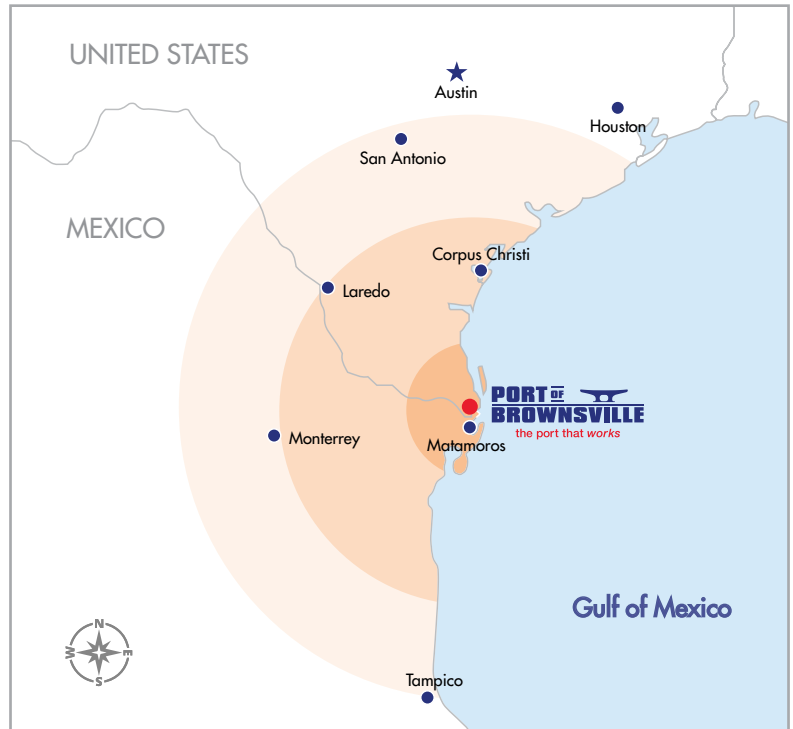 UNITED STATES
Austin
Houston
San Antonio
MEXICO
Corpus Christi
Laredo
PORT OF
BROWNSVILLE
the port that works
Monterrey
Matamoros
Gulf of Mexico
N
W
E
S
Tampico